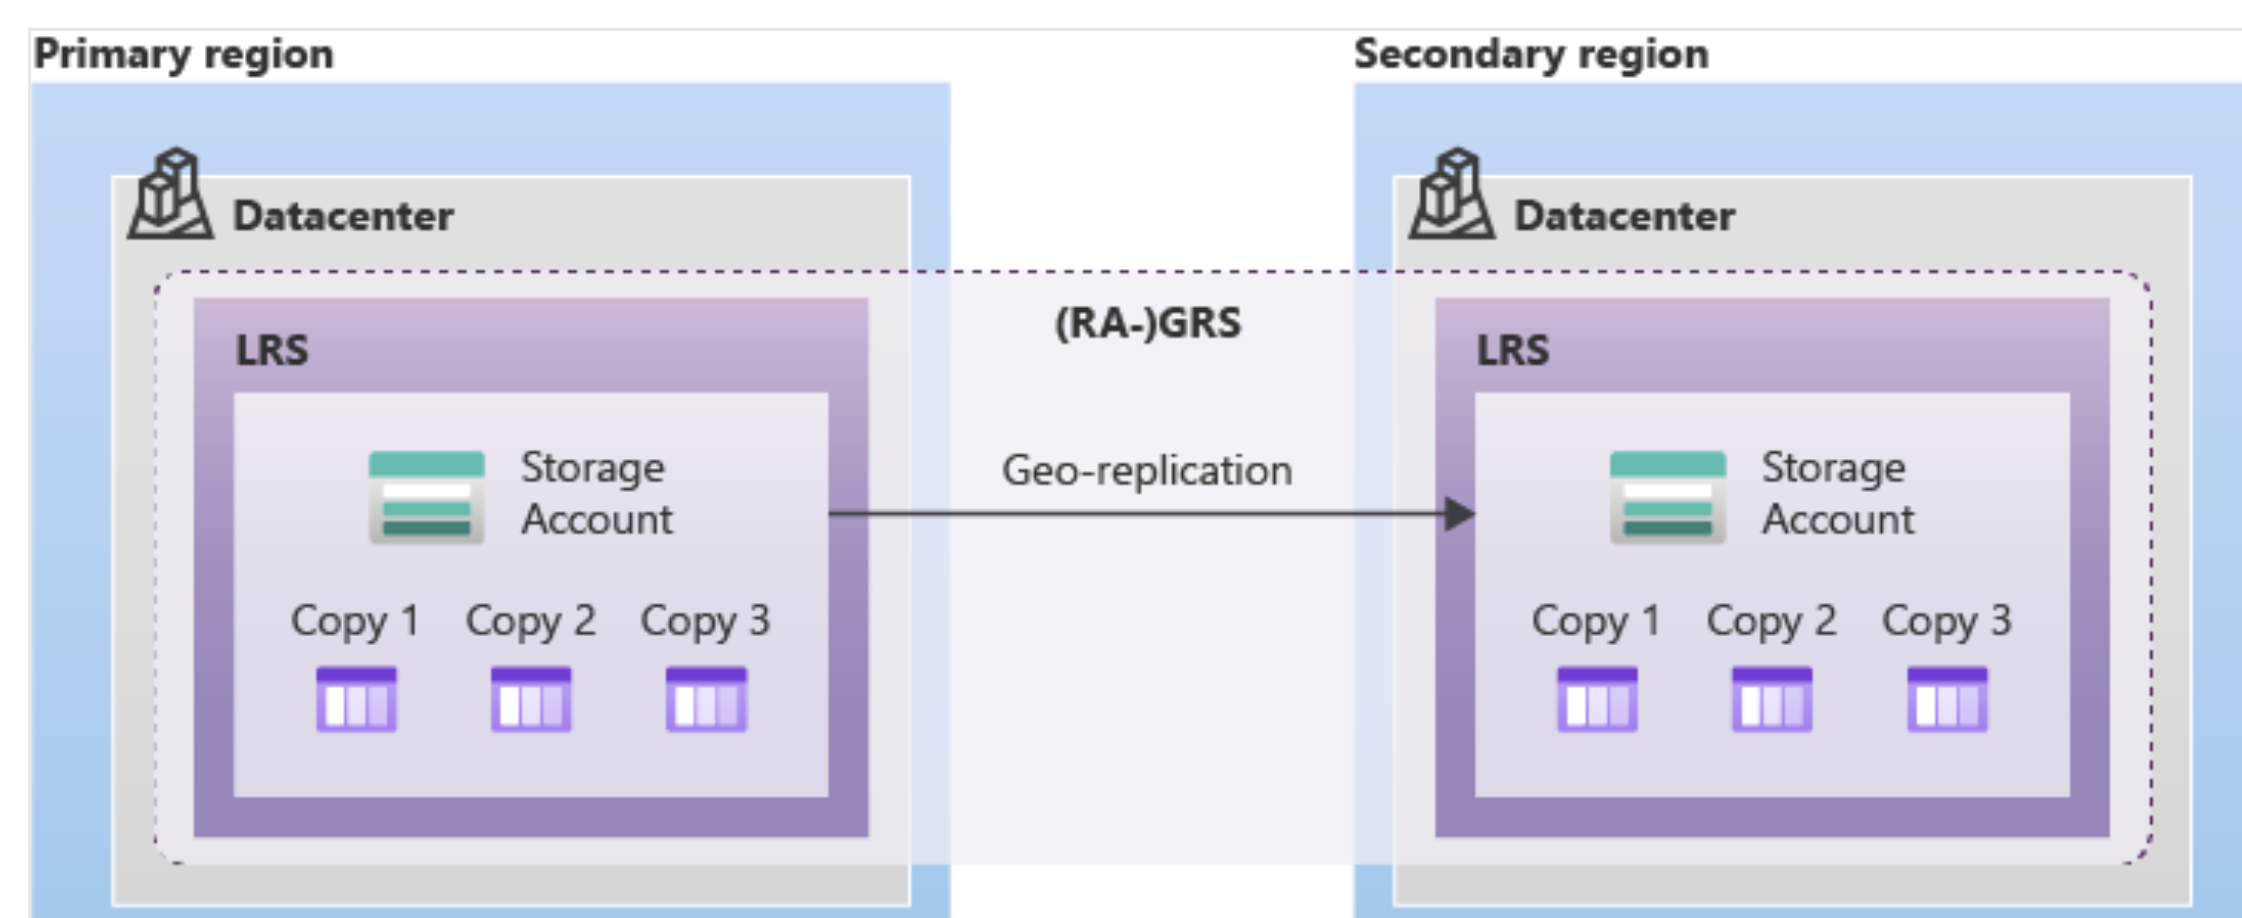 Primary region
Secondary region
Datacenter
Datacenter
(RA-)GRS
LRS
LRS
Storage
Account
Geo-replication
Storage
Account
Copy 1 Copy 2 Copy 3
Copy 1 Copy 2 Copy 3